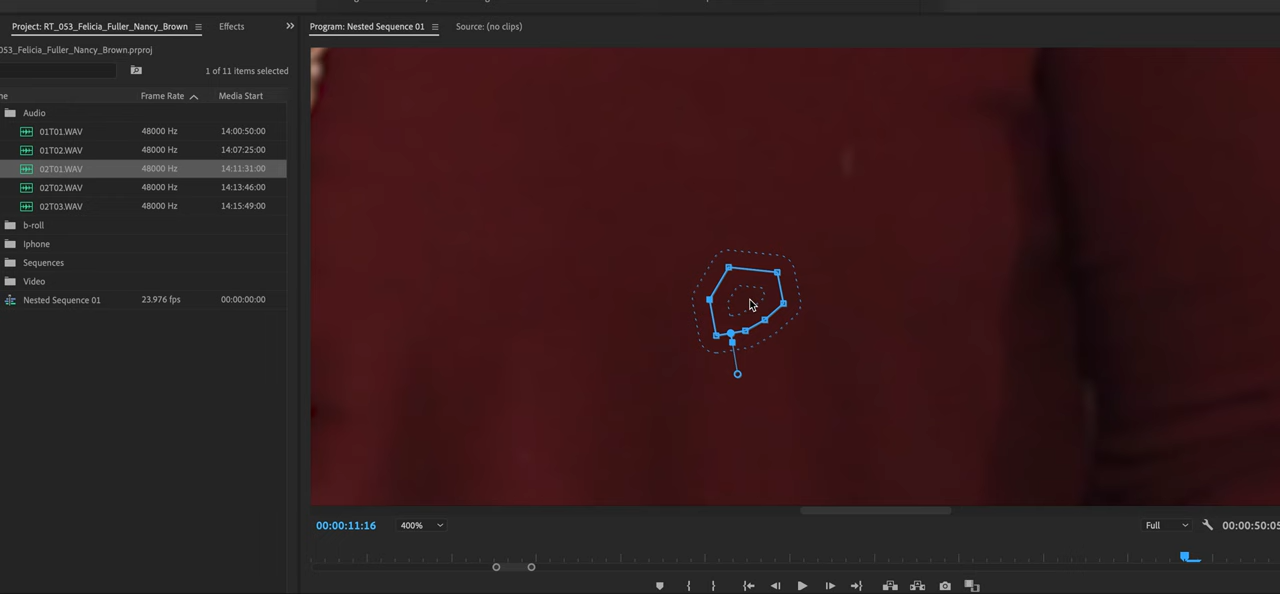 Project: RT_053_Felicia_Fuller_Nancy_Brown
Effects
Program: Nested Sequence 01
Source: (no clips)
053_Felicia_Fuller_Nancy_Brown.prproj
1 of 11 items selected
Frame Rate
Media Start
Audio
01T01.WAV 48000 Hz 14:00:50:00
01T02.WAV 48000 Hz 14:07:25:00
02T01.WAV 48000 Hz 14:11:31:00
02T02.WAV 48000 Hz 14:13:46:00
02T03.WAV 48000 Hz 14:15:49:00
b-roll
Iphone
Sequences
Video
Nested Sequence 01 23.976 fps 00:00:00:00
00:00:11:16 400% Full 00:00:50:05